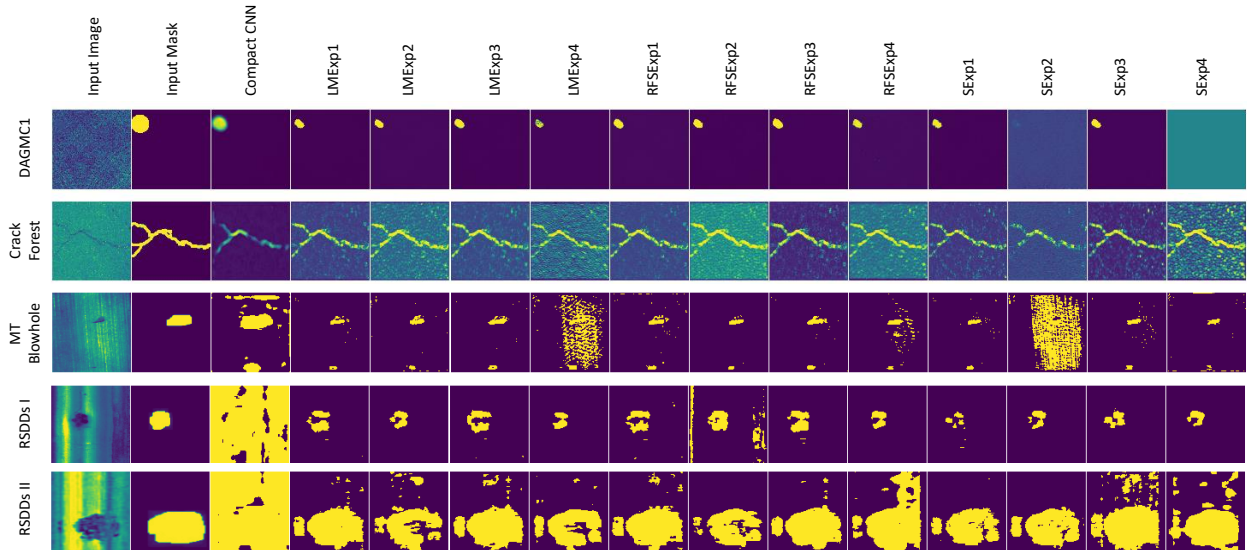 Input Image
Input Mask
Compact CNN
LMExp1
LMExp2
LMExp3
LMExp4
RFSExp1
RFSExp2
RFSExp3
RFSExp4
SExp1
SExp2
SExp3
SExp4
DAGMC1
Crack
Forest
MT
Blowhole
RSDDs I
RSDDs II